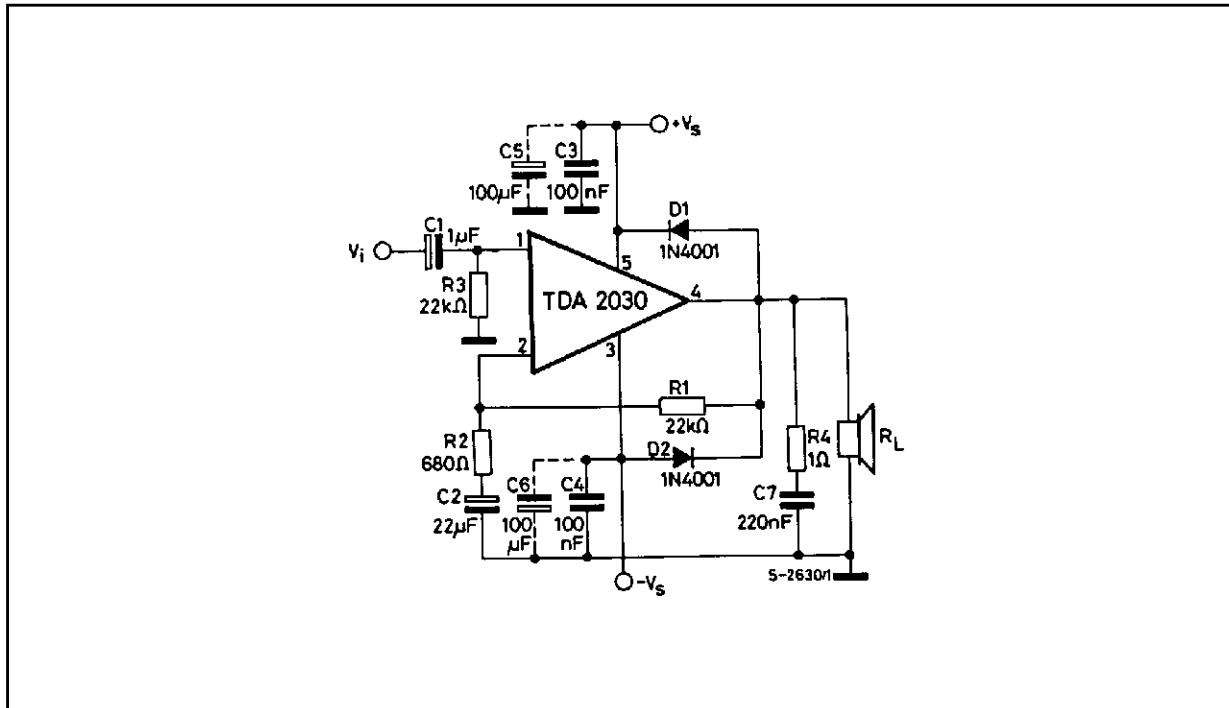 +Vs
C5
100µF
C3
100 nF
D1
1N4001
Vi
C1
1µF
1
5
R3
22kΩ
TDA 2030
4
2
3
R1
22kΩ
R2
680Ω
D2
1N4001
R4
1Ω
RL
C2
22µF
C6
100
µF
C4
100
nF
C7
220nF
S-2630/1
-Vs